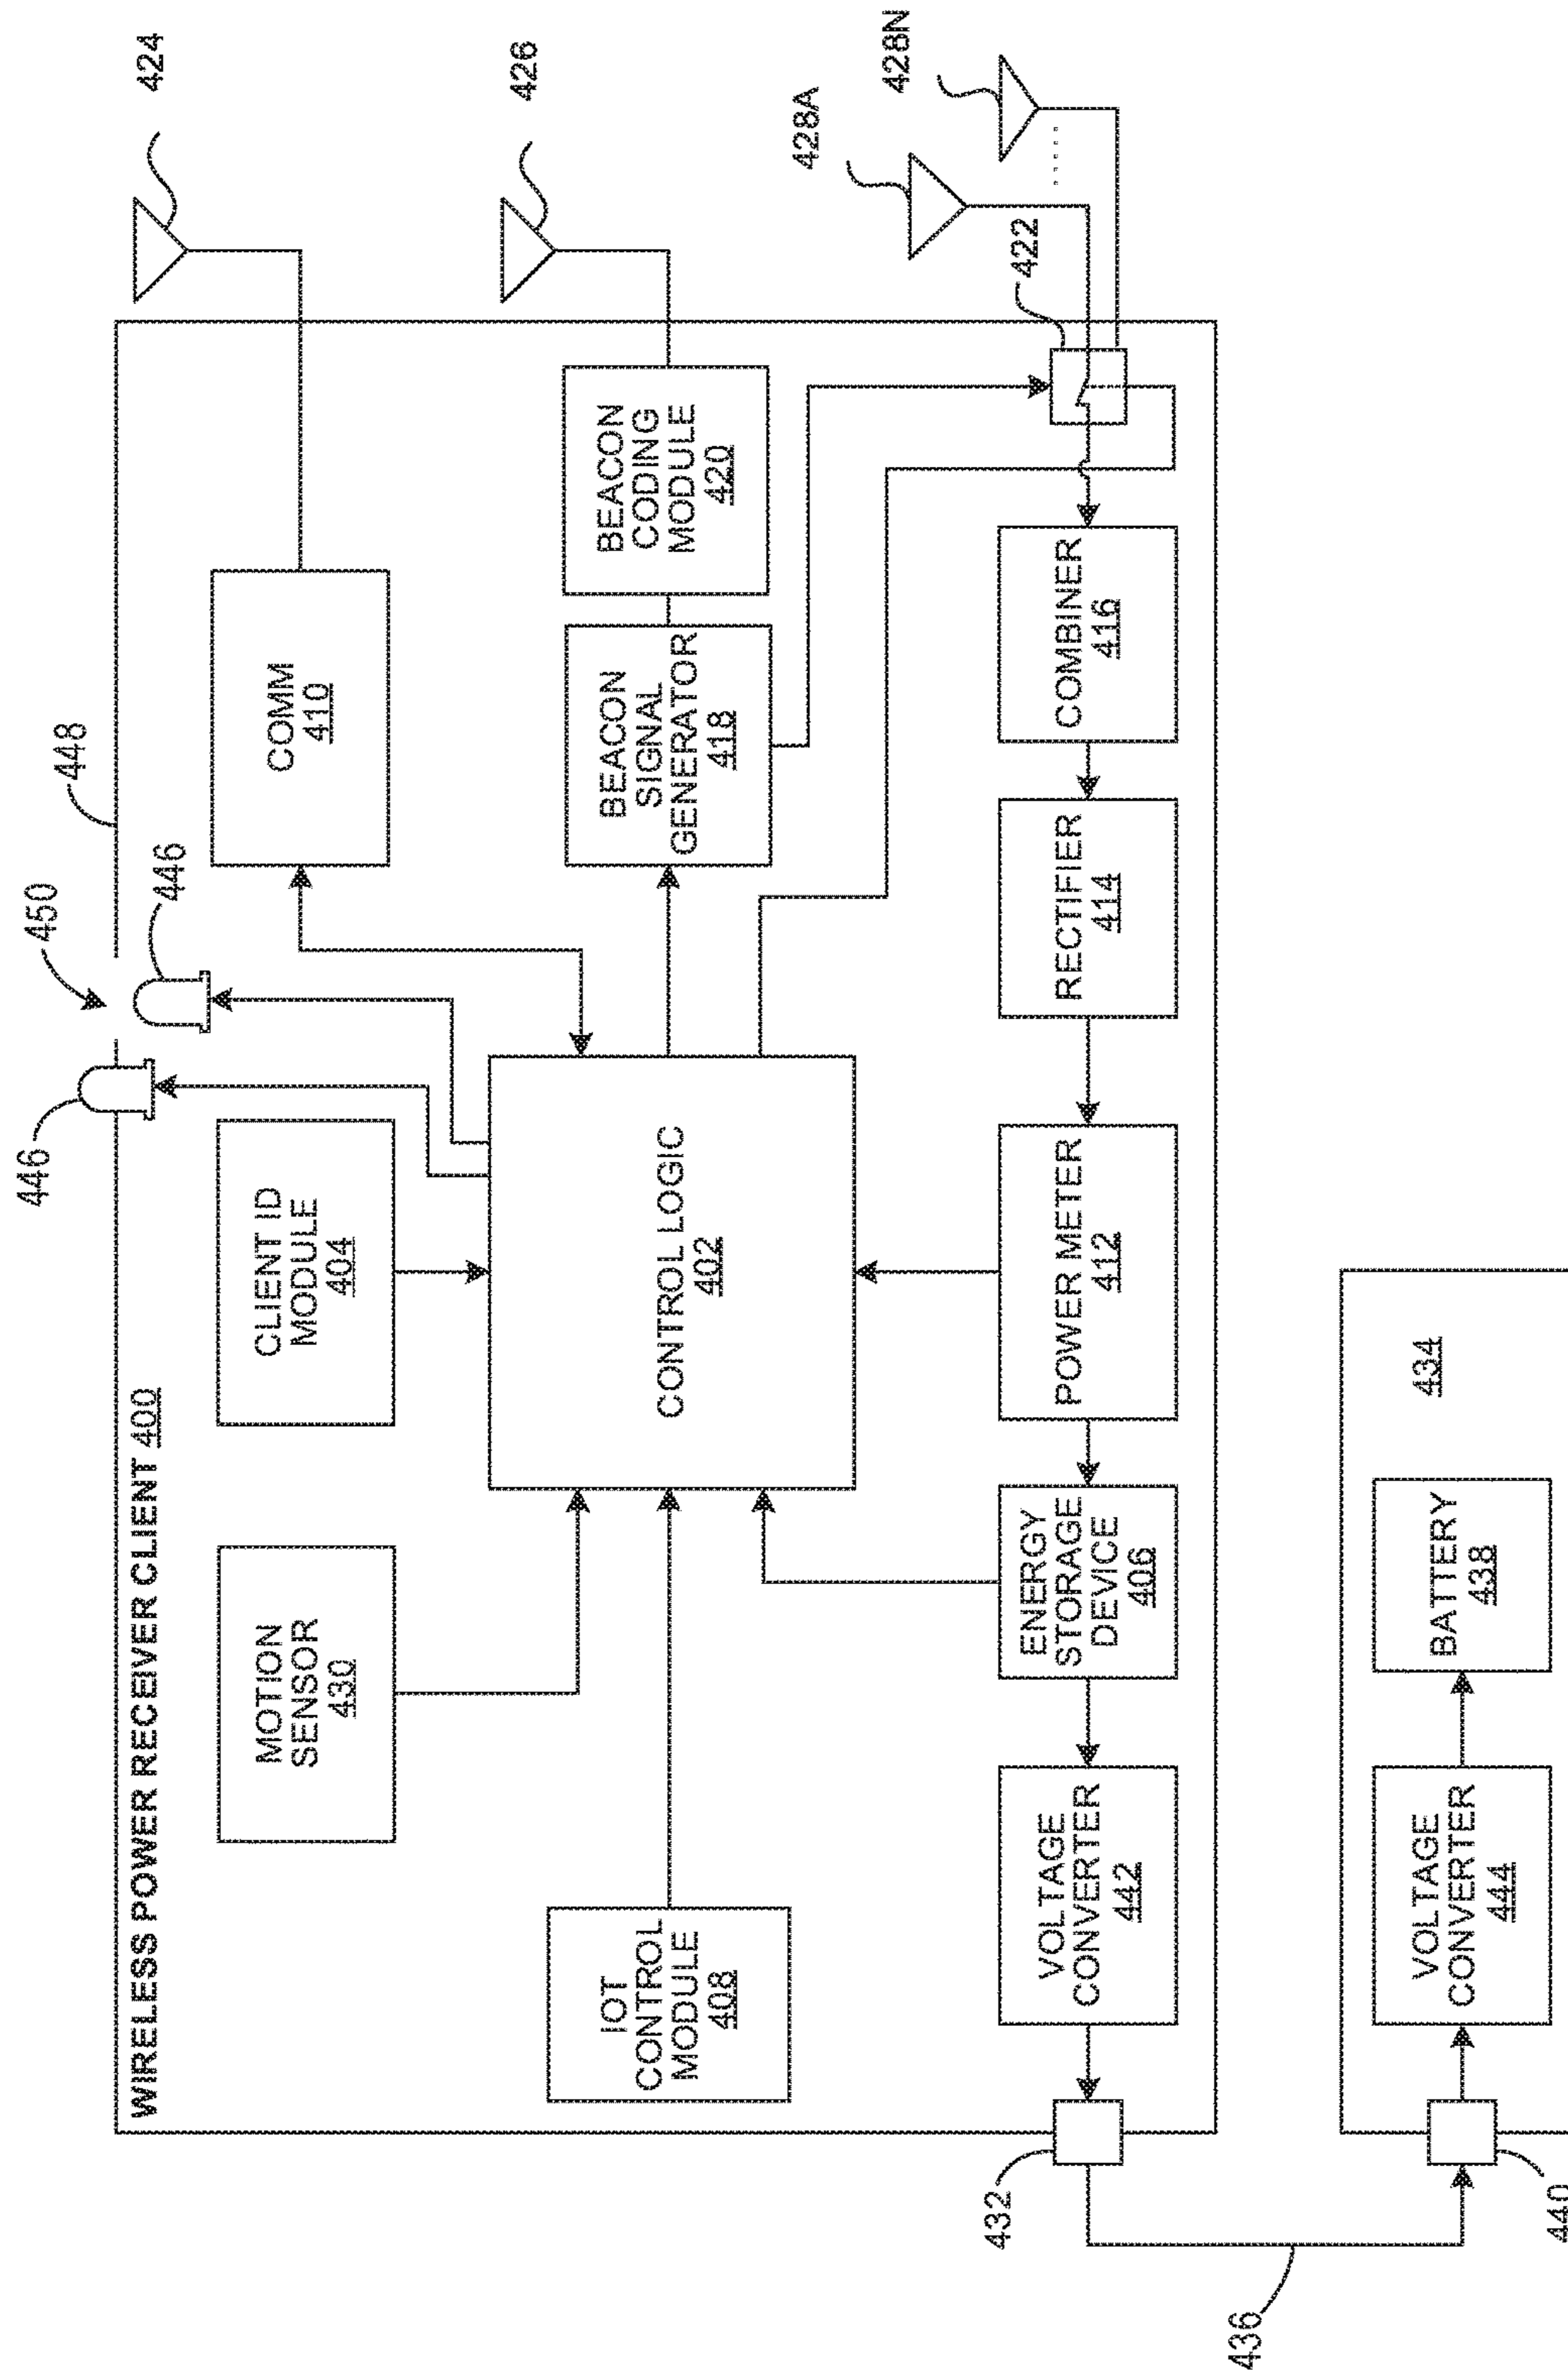 WIRELESS POWER RECEIVER CLIENT 400
446
450
446
448
424
MOTION
SENSOR
430
CLIENT ID
MODULE
404
COMM
410
426
IOT
CONTROL
MODULE
408
CONTROL LOGIC
402
BEACON
SIGNAL
GENERATOR
418
BEACON
CODING
MODULE
420
428A
428N
422
432
VOLTAGE
CONVERTER
442
ENERGY
STORAGE
DEVICE
406
POWER METER
412
RECTIFIER
414
COMBINER
416
436
440
VOLTAGE
CONVERTER
444
BATTERY
438
434